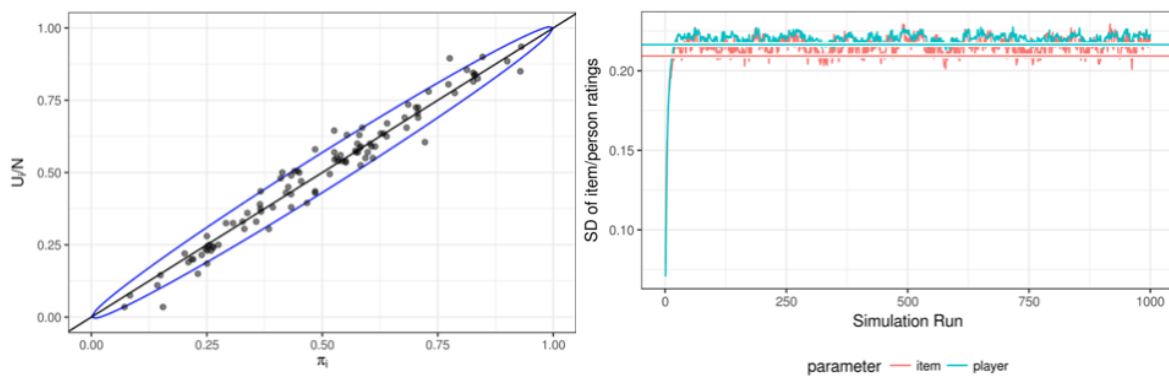 1.00
0.75
0.50
0.25
0.00
U_i/N
0.00 0.25 0.50 0.75 1.00
π_i
0.20
0.15
0.10
SD of item/person ratings
0 250 500 750 1000
Simulation Run
parameter item player